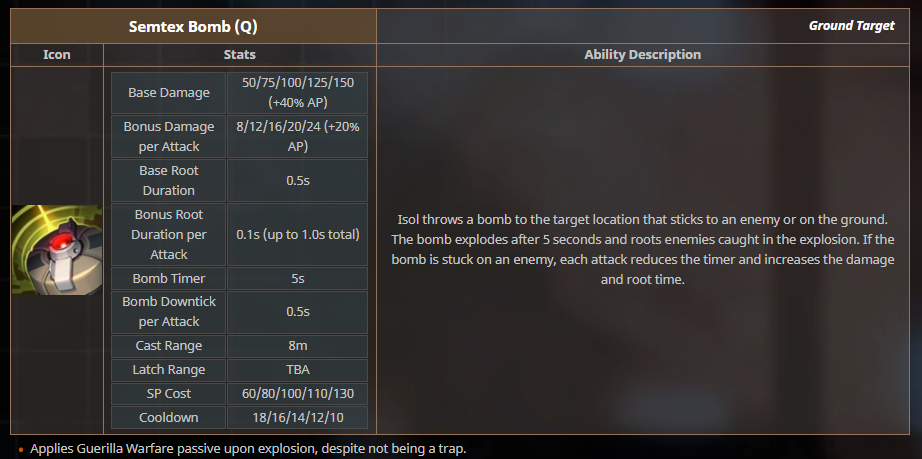 Semtex Bomb (Q)
Ground Target
Icon
Stats
Ability Description
Base Damage
50/75/100/125/150
(+40% AP)
Bonus Damage
per Attack
8/12/16/20/24 (+20%
AP)
Base Root
Duration
0.5s
Bonus Root
Duration per
Attack
0.1s (up to 1.0s total)
Bomb Timer
5s
Bomb Downtick
per Attack
0.5s
Cast Range
8m
Latch Range
TBA
SP Cost
60/80/100/110/130
Cooldown
18/16/14/12/10
Isol throws a bomb to the target location that sticks to an enemy or on the ground.
The bomb explodes after 5 seconds and roots enemies caught in the explosion. If the
bomb is stuck on an enemy, each attack reduces the timer and increases the damage
and root time.
• Applies Guerilla Warfare passive upon explosion, despite not being a trap.